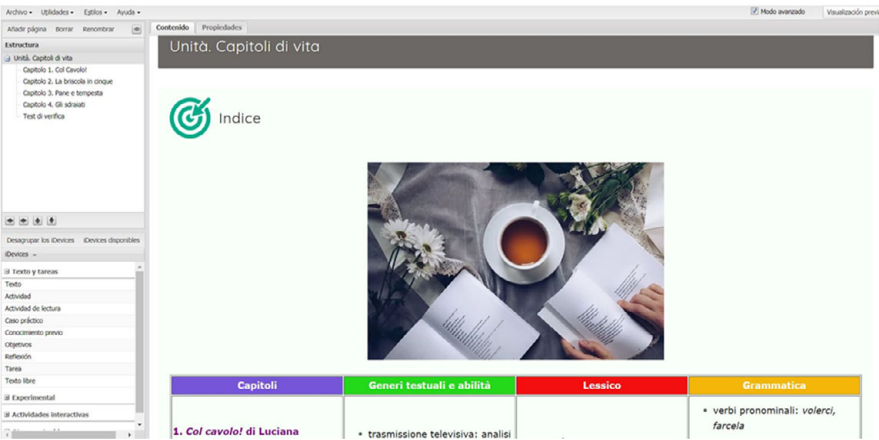 Archivo Utilidades Estilos Ayuda
Modo avanzado
Visualización previ
Añadir página Borrar Renombrar
Contenido Propiedades
Estructura
Unità. Capitoli di vita
Capitolo 1. Col Cavolo!
Capitolo 2. La briscola in cinque
Capitolo 3. Pane e tempesta
Capitolo 4. Gli sdraiati
Test di verifica
Desagrupar los iDevices iDevices disponibles
iDevices
Texto y tareas
Texto
Actividad
Actividad de lectura
Caso práctico
Conocimiento previo
Objetivos
Reflexión
Tarea
Texto libre
Experimental
Actividades interactivas
Unità. Capitoli di vita
Indice
Capitoli Generi testuali e abilità Lessico Grammatica
1. Col cavolo! di Luciana
• trasmissione televisiva: analisi
• verbi pronominali: volerci,
farcela